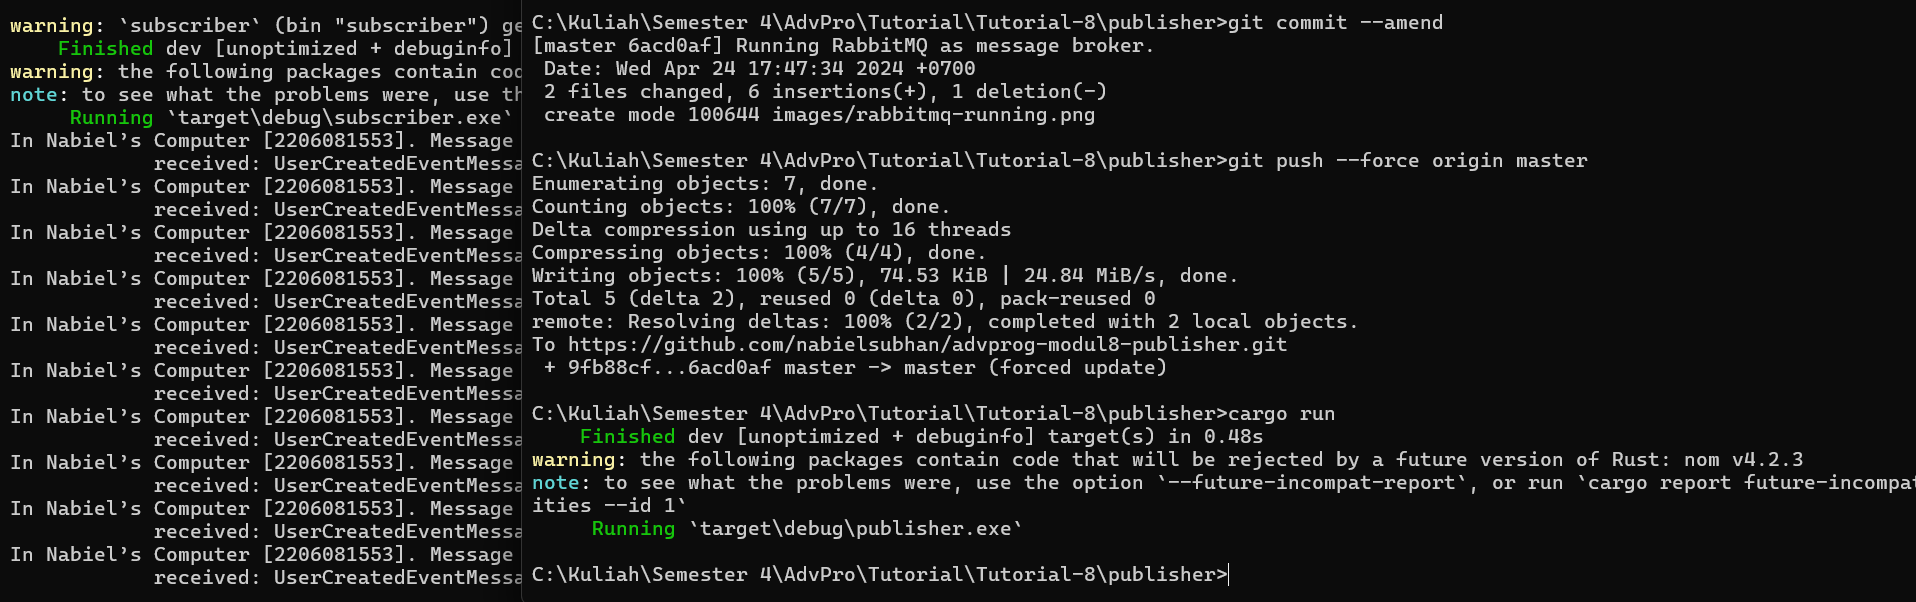 warning: `subscriber` (bin "subscriber") ge
Finished dev [unoptimized + debuginfo]
warning: the following packages contain cod
note: to see what the problems were, use th
Running `target\debug\subscriber.exe`
In Nabiel's Computer [2206081553]. Message
received: UserCreatedEventMessa
In Nabiel's Computer [2206081553]. Message
received: UserCreatedEventMessa
In Nabiel's Computer [2206081553]. Message
received: UserCreatedEventMessa
In Nabiel's Computer [2206081553]. Message
received: UserCreatedEventMessa
In Nabiel's Computer [2206081553]. Message
received: UserCreatedEventMessa
In Nabiel's Computer [2206081553]. Message
received: UserCreatedEventMessa
In Nabiel's Computer [2206081553]. Message
received: UserCreatedEventMessa
In Nabiel's Computer [2206081553]. Message
received: UserCreatedEventMessa
In Nabiel's Computer [2206081553]. Message
received: UserCreatedEventMessa
In Nabiel's Computer [2206081553]. Message
received: UserCreatedEventMessa
C:\Kuliah\Semester 4\AdvPro\Tutorial\Tutorial-8\publisher>git commit --amend
[master 6acd0af] Running RabbitMQ as message broker.
Date: Wed Apr 24 17:47:34 2024 +0700
2 files changed, 6 insertions(+), 1 deletion(-)
create mode 100644 images/rabbitmq-running.png
C:\Kuliah\Semester 4\AdvPro\Tutorial\Tutorial-8\publisher>git push --force origin master
Enumerating objects: 7, done.
Counting objects: 100% (7/7), done.
Delta compression using up to 16 threads
Compressing objects: 100% (4/4), done.
Writing objects: 100% (5/5), 74.53 KiB | 24.84 MiB/s, done.
Total 5 (delta 2), reused 0 (delta 0), pack-reused 0
remote: Resolving deltas: 100% (2/2), completed with 2 local objects.
To https://github.com/nabielsubhan/advprog-modul8-publisher.git
+ 9fb88cf...6acd0af master -> master (forced update)
C:\Kuliah\Semester 4\AdvPro\Tutorial\Tutorial-8\publisher>cargo run
Finished dev [unoptimized + debuginfo] target(s) in 0.48s
warning: the following packages contain code that will be rejected by a future version of Rust: nom v4.2.3
note: to see what the problems were, use the option `--future-incompat-report`, or run `cargo report future-incompat
ities --id 1`
Running `target\debug\publisher.exe`
C:\Kuliah\Semester 4\AdvPro\Tutorial\Tutorial-8\publisher>